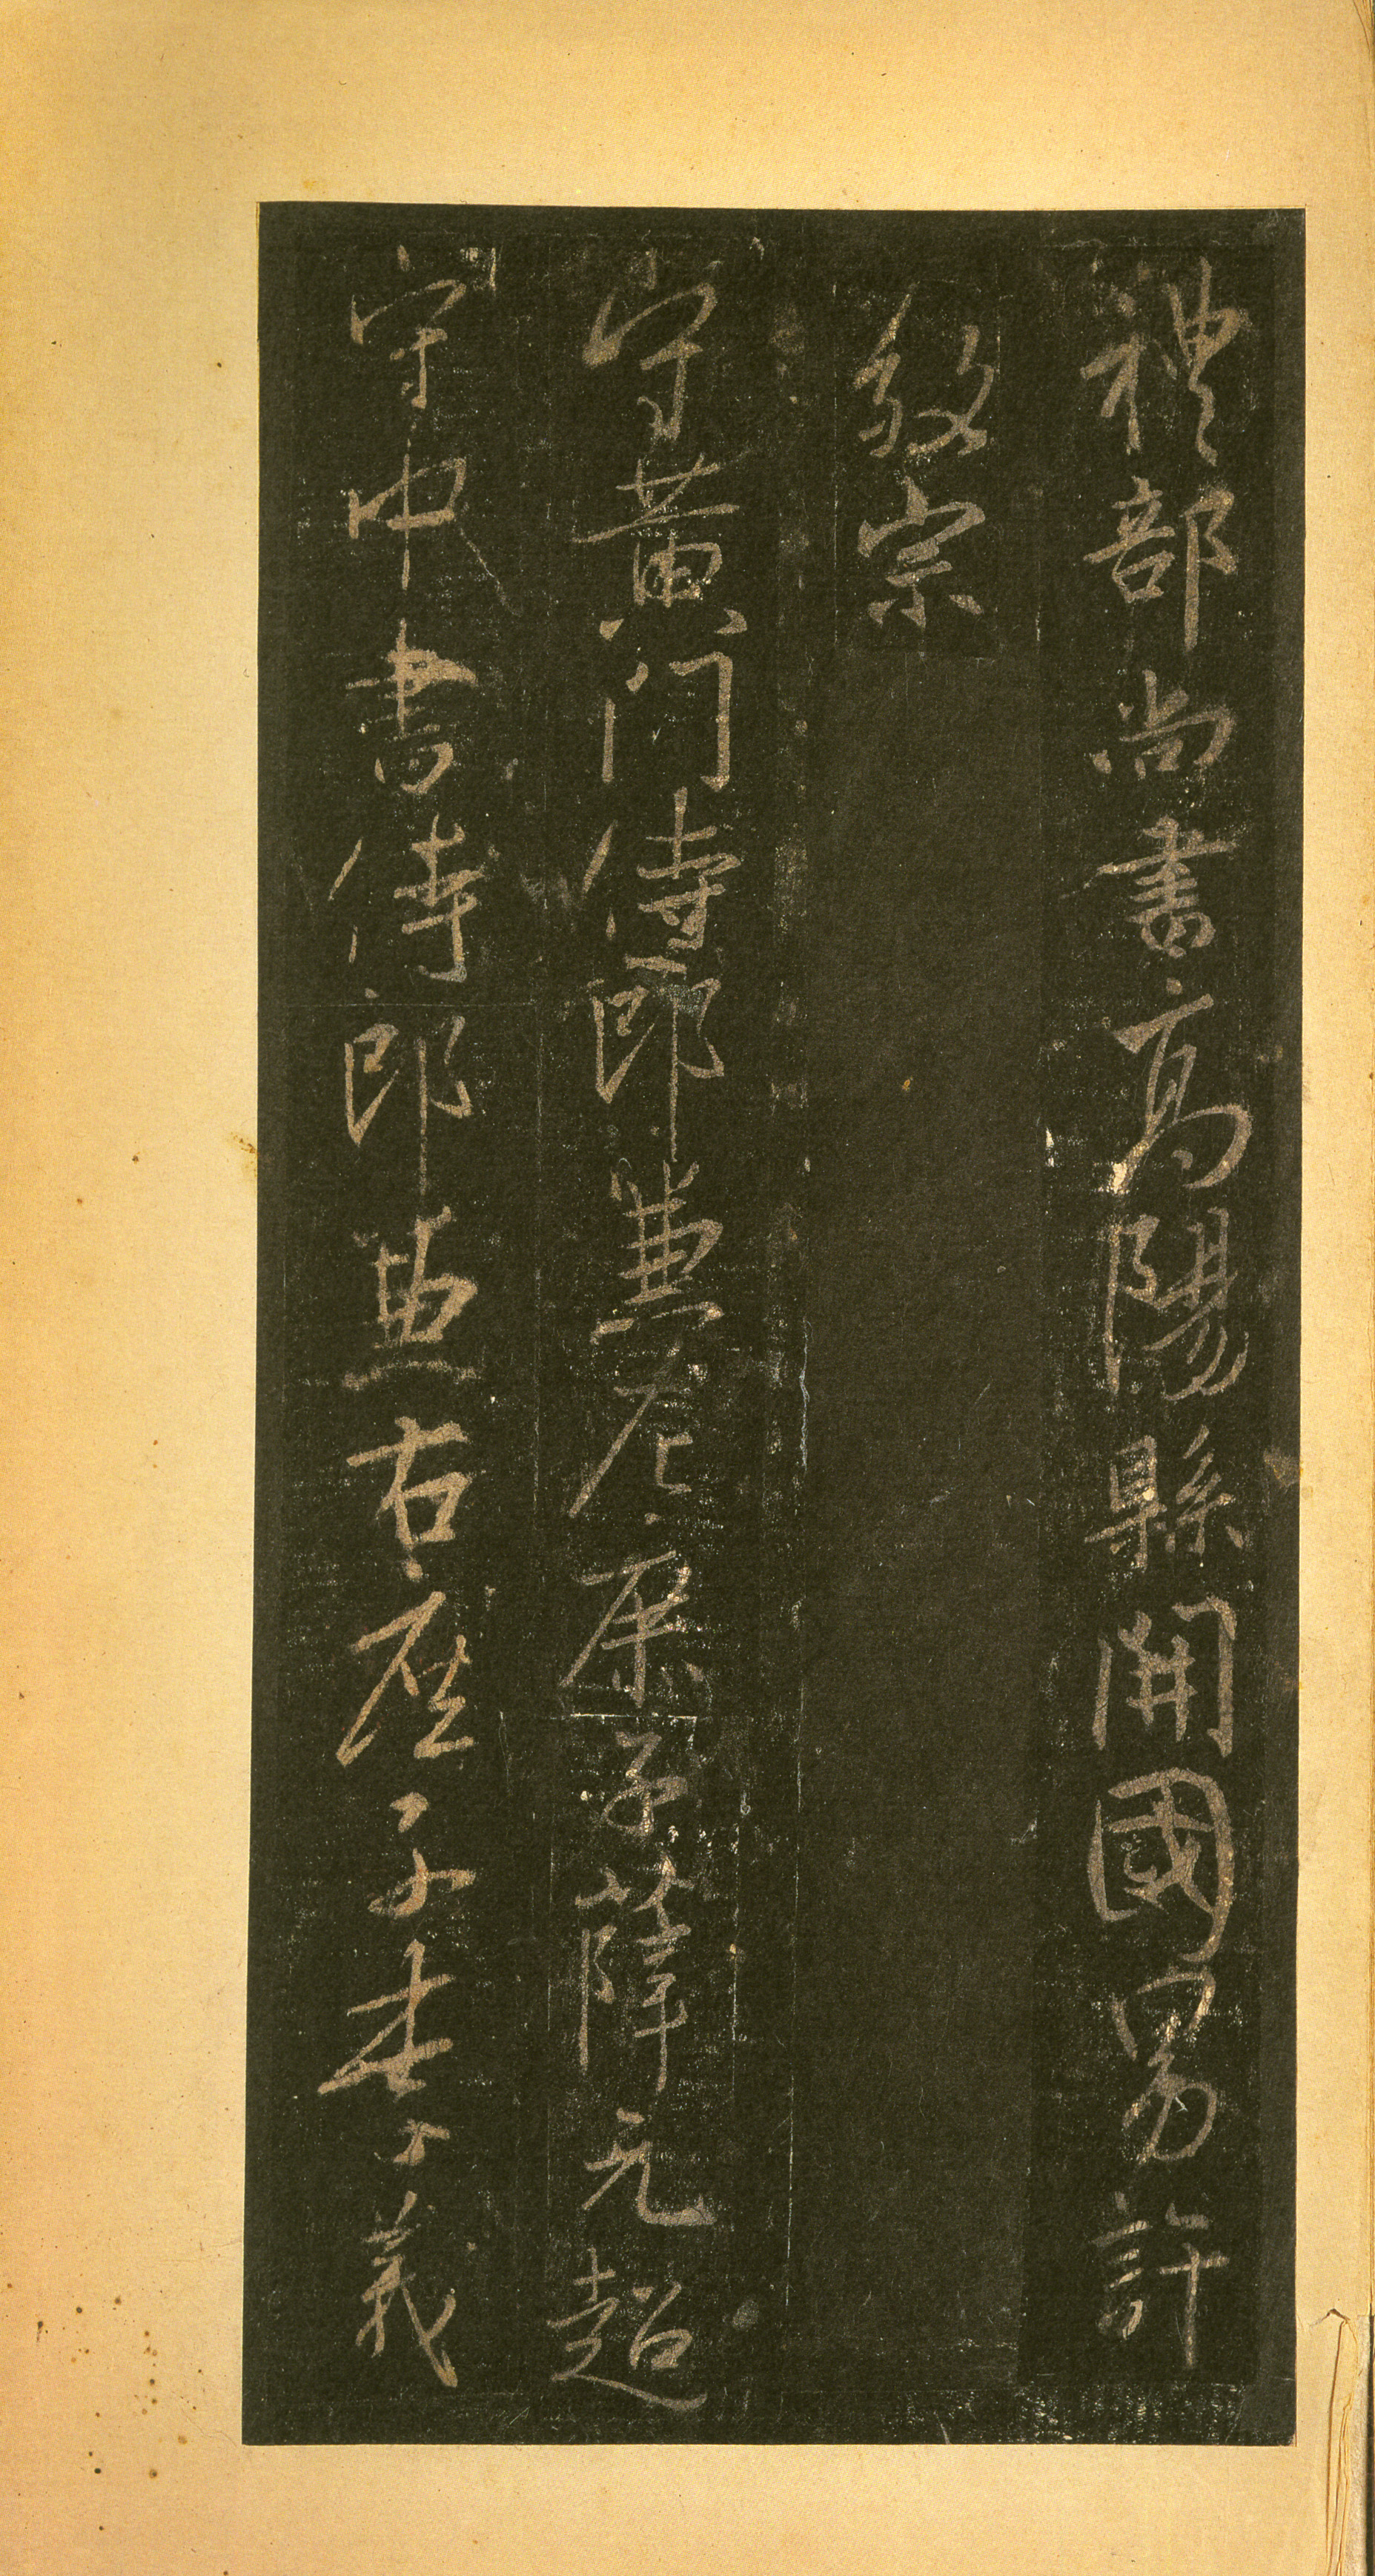 禮部尚書高陽縣開國男許
敬宗
守黃門侍郎兼左庶子薛元超
守中書侍郎兼右庶子李義